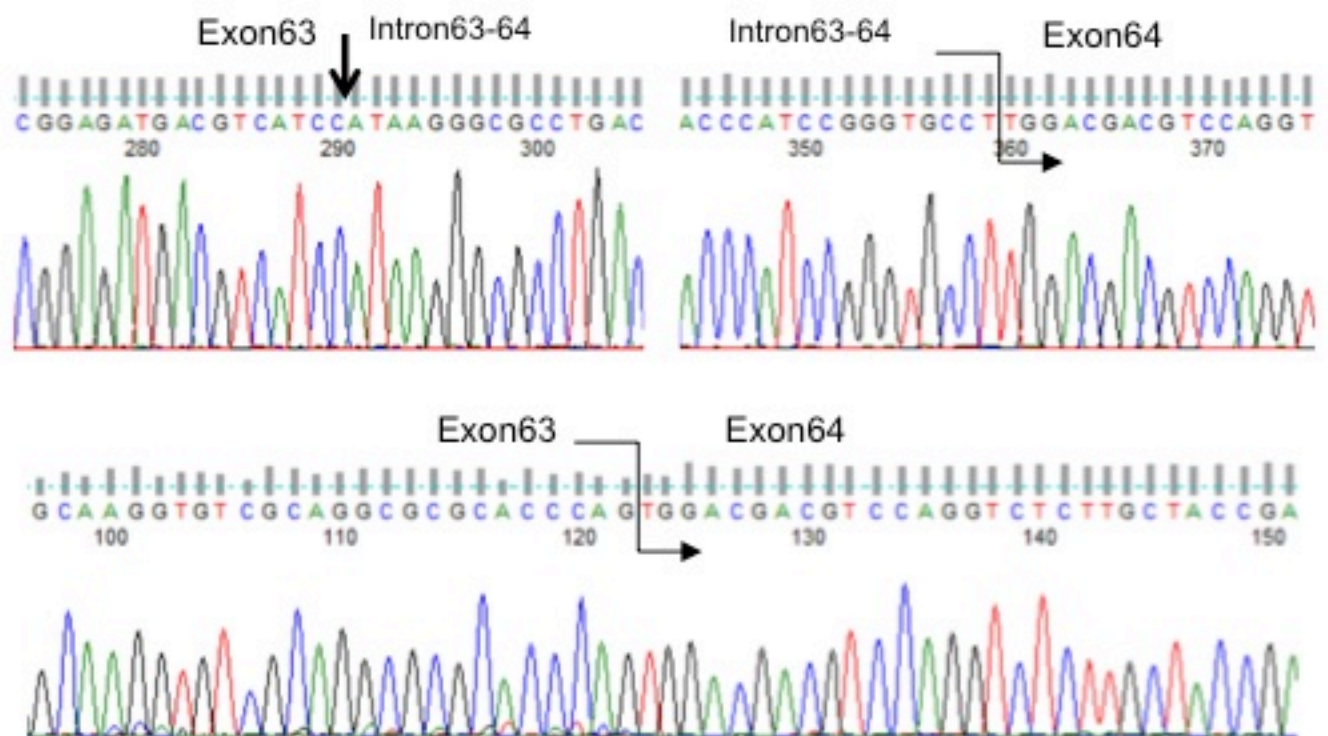 Exon63 Intron63-64 Intron63-64 Exon64
CGGAGATGACGTCATCCATAAGGGCGCCTGAC ACCCATCCGGGTGCCTTGGACGACGTCCAGGT
280 290 300 350 360 370
Exon63 Exon64
GCAAGGTGTCGCAGGCGCGCACCCAGTGGACGACGTCCAGGTCTCTTGCTACCGA
100 110 120 130 140 150